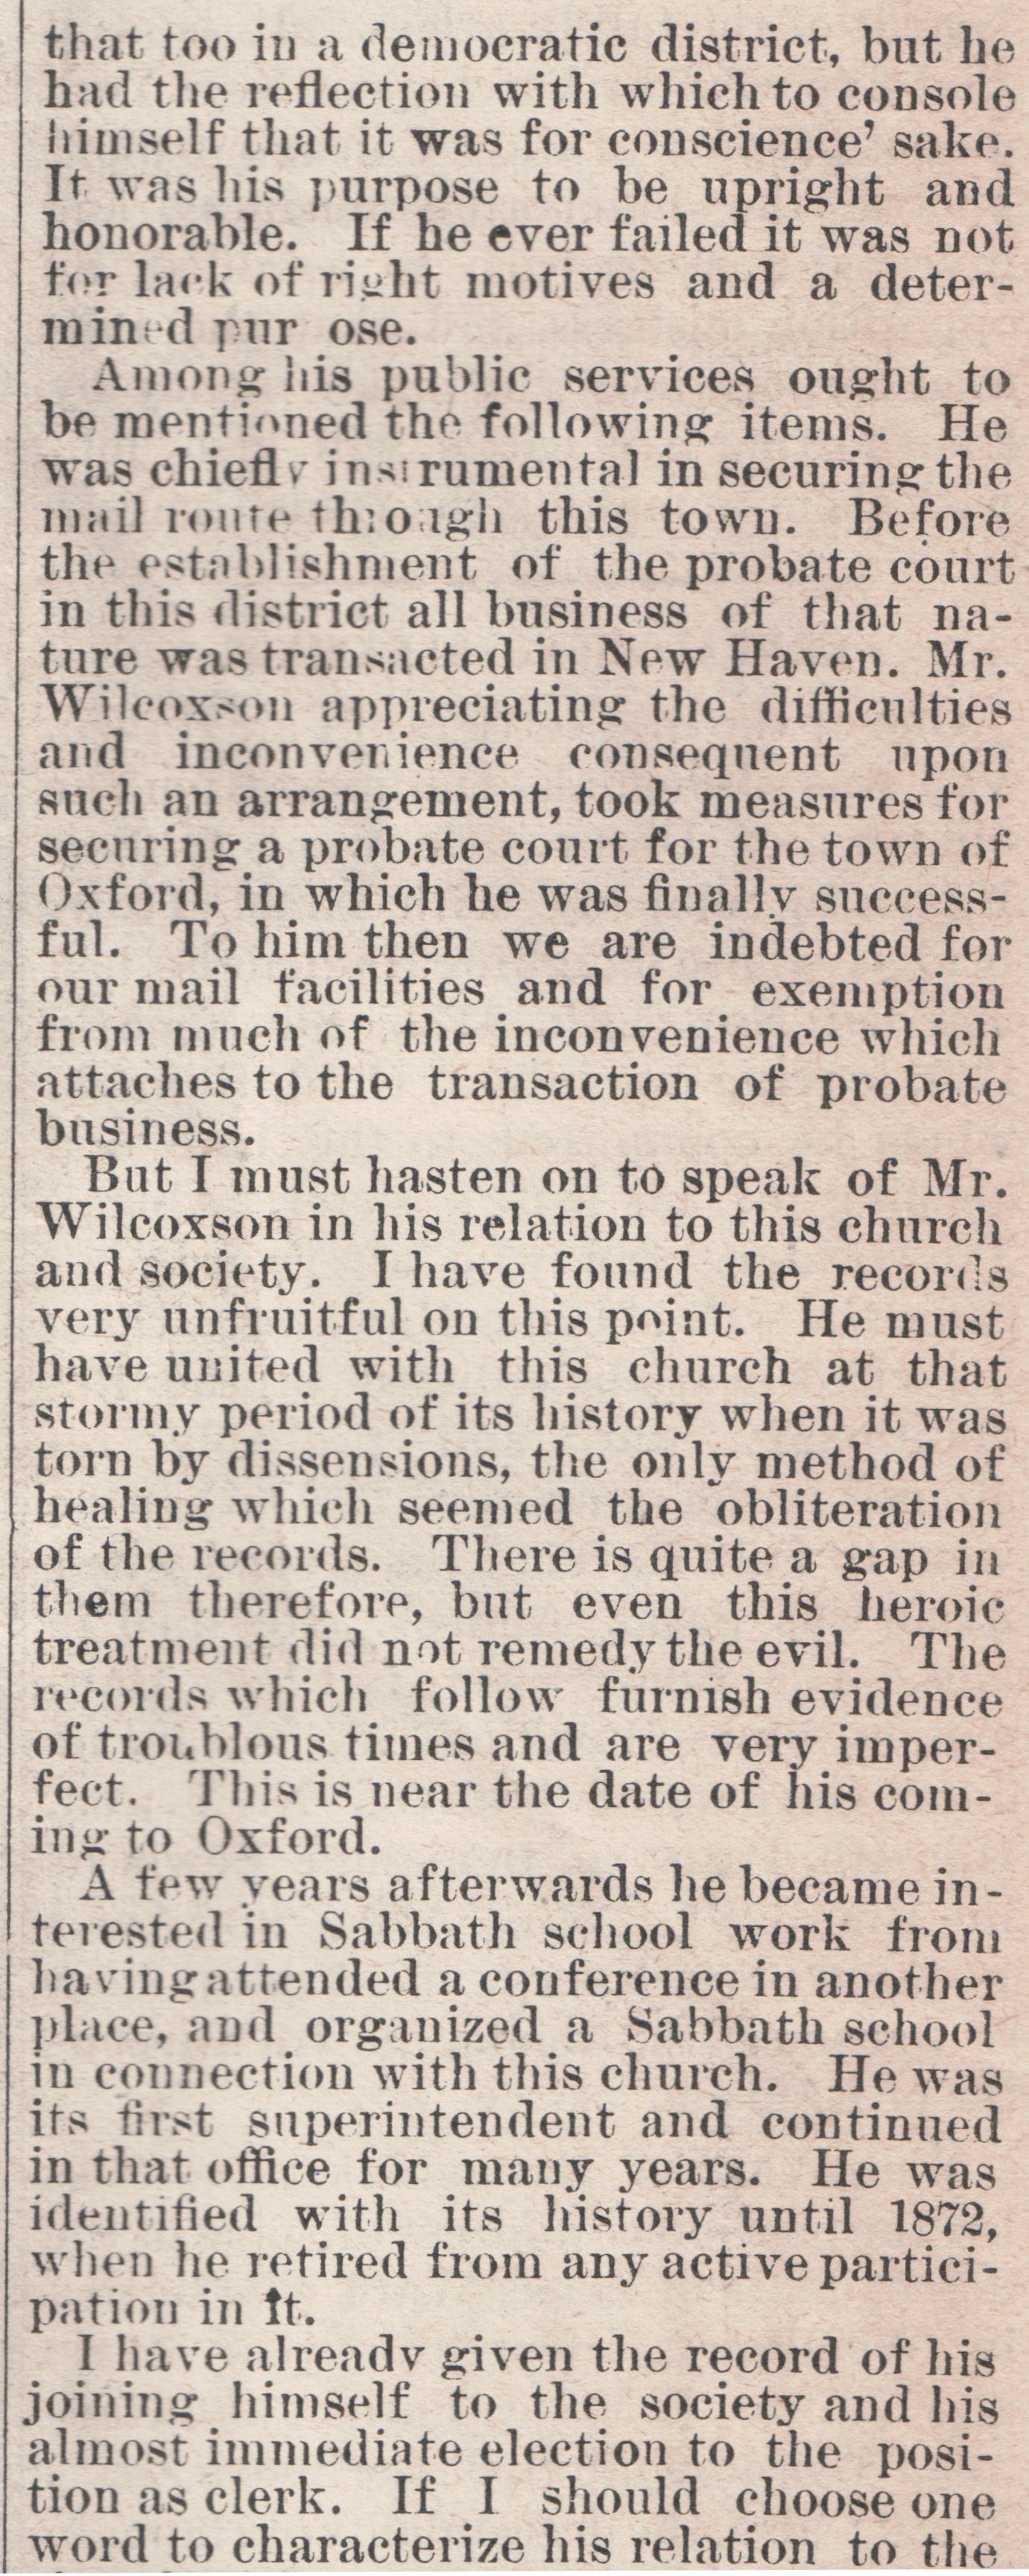 that too in a democratic district, but he
had the reflection with which to console
himself that it was for conscience' sake.
It was his purpose to be upright and
honorable. If he ever failed it was not
for lack of right motives and a deter-
mined pur ose.
Among his public services ought to
be mentioned the following items. He
was chiefly instrumental in securing the
mail route through this town. Before
the establishment of the probate court
in this district all business of that na-
ture was transacted in New Haven. Mr.
Wilcoxson appreciating the difficulties
and inconvenience consequent upon
such an arrangement, took measures for
securing a probate court for the town of
Oxford, in which he was finally success-
ful. To him then we are indebted for
our mail facilities and for exemption
from much of the inconvenience which
attaches to the transaction of probate
business.
But I must hasten on to speak of Mr.
Wilcoxson in his relation to this church
and society. I have found the records
very unfruitful on this point. He must
have united with this church at that
stormy period of its history when it was
torn by dissensions, the only method of
healing which seemed the obliteration
of the records. There is quite a gap in
them therefore, but even this heroic
treatment did not remedy the evil. The
records which follow furnish evidence
of troublous times and are very imper-
fect. This is near the date of his com-
ing to Oxford.
A few years afterwards he became in-
terested in Sabbath school work from
having attended a conference in another
place, and organized a Sabbath school
in connection with this church. He was
its first superintendent and continued
in that office for many years. He was
identified with its history until 1872,
when he retired from any active partici-
pation in it.
I have already given the record of his
joining himself to the society and his
almost immediate election to the posi-
tion as clerk. If I should choose one
word to characterize his relation to the